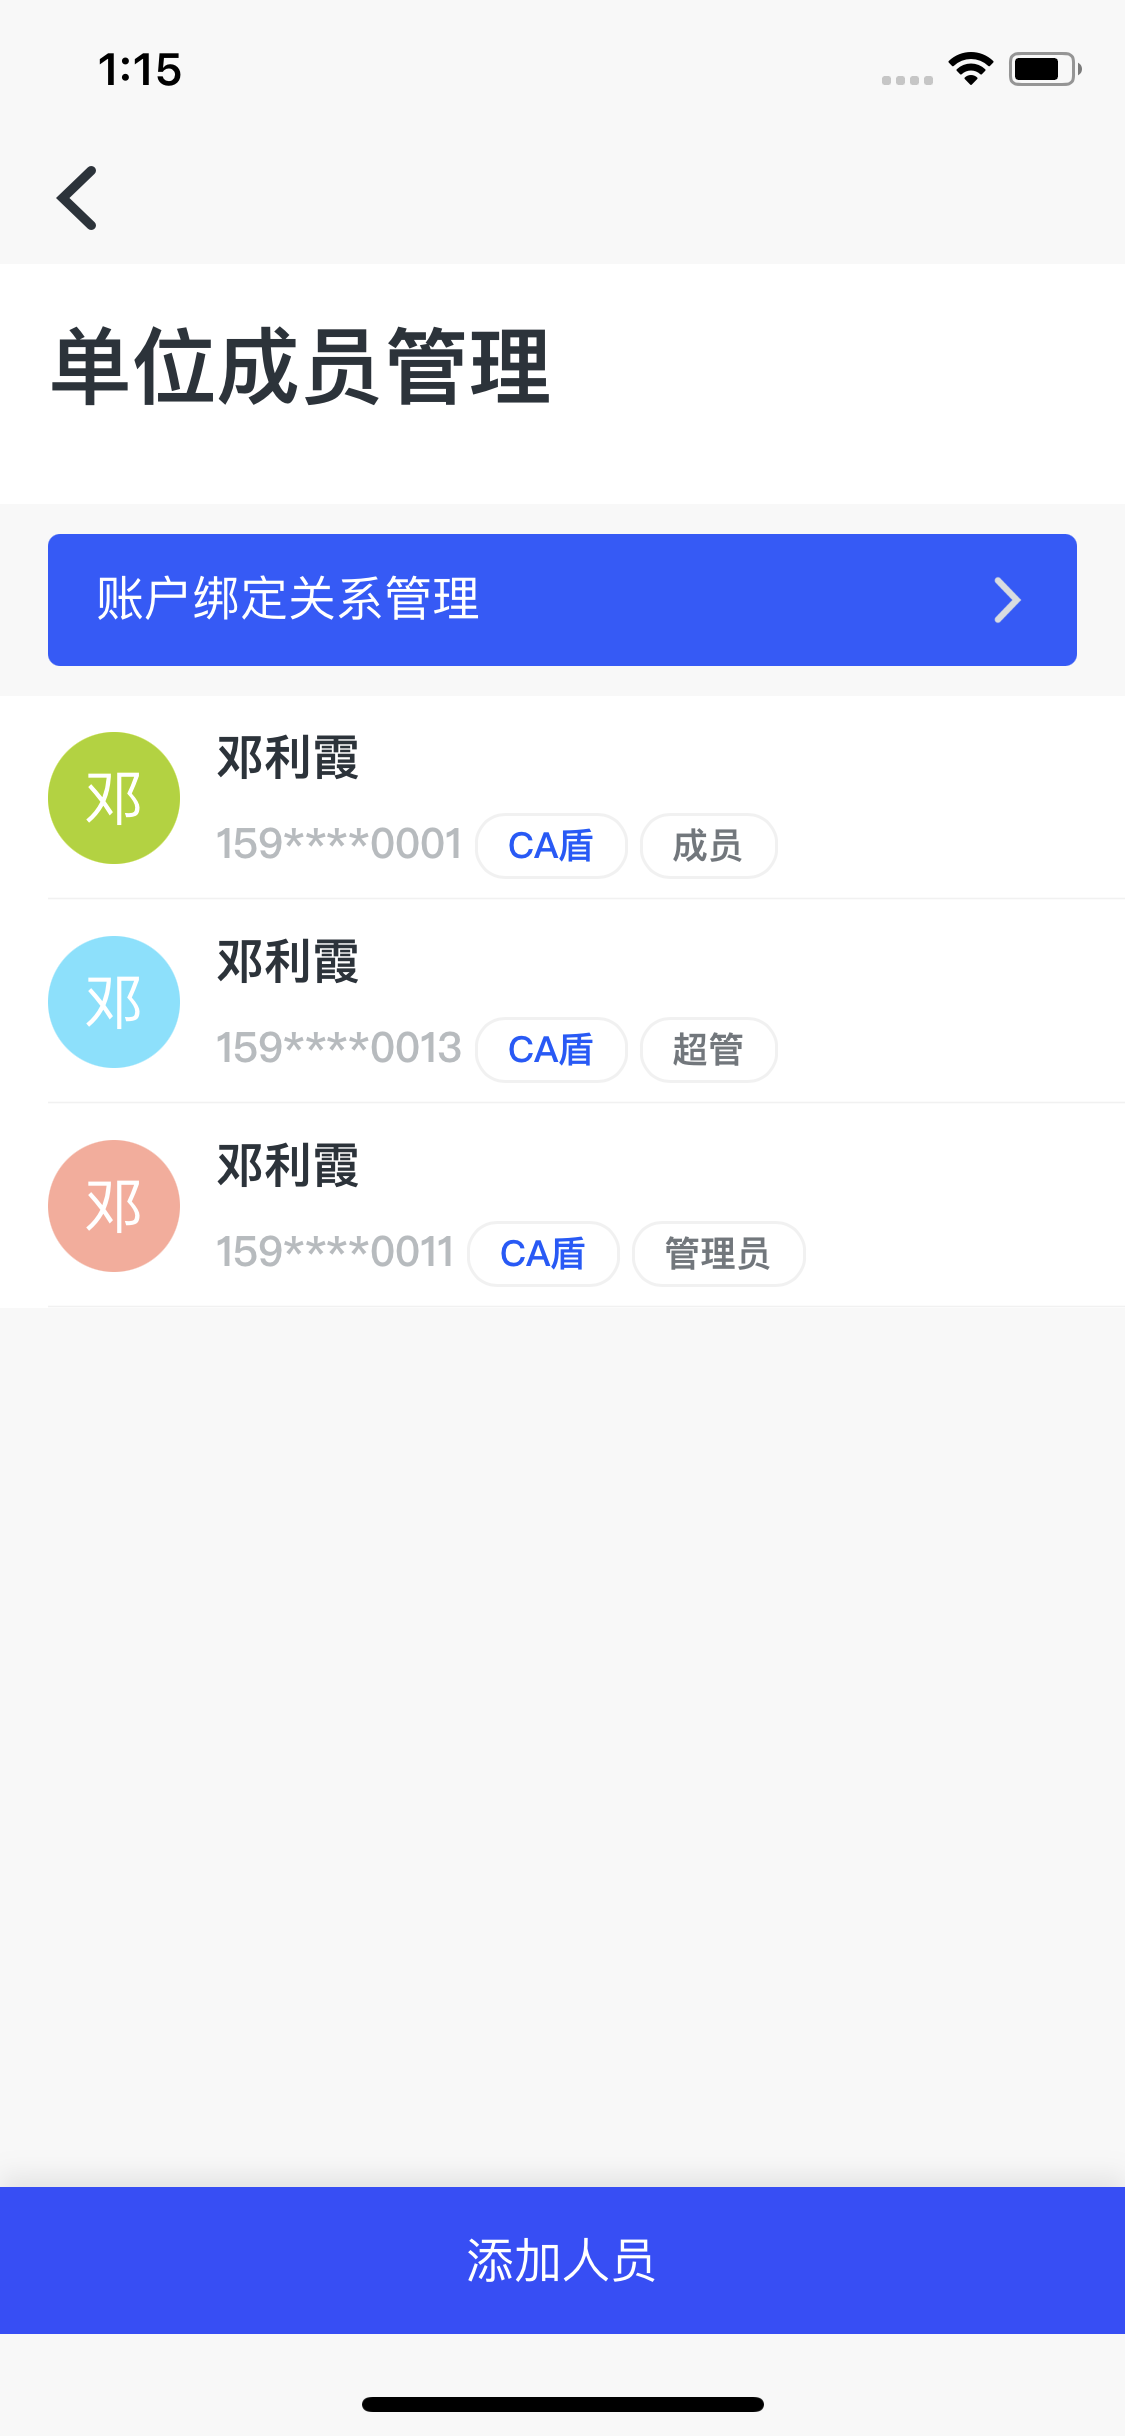 1:15
单位成员管理
账户绑定关系管理
邓
邓利霞
159****0001 CA盾 成员
邓
邓利霞
159****0013 CA盾 超管
邓
邓利霞
159****0011 CA盾 管理员
添加人员